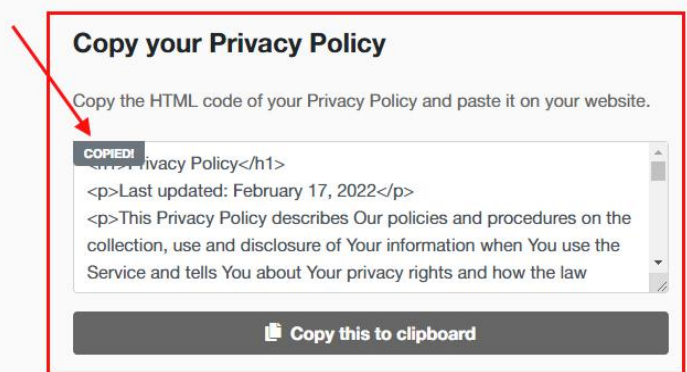 Copy your Privacy Policy
Copy the HTML code of your Privacy Policy and paste it on your website.
COPIED!
Privacy Policy</h1>
<p>Last updated: February 17, 2022</p>
<p>This Privacy Policy describes Our policies and procedures on the
collection, use and disclosure of Your information when You use the
Service and tells You about Your privacy rights and how the law
Copy this to clipboard